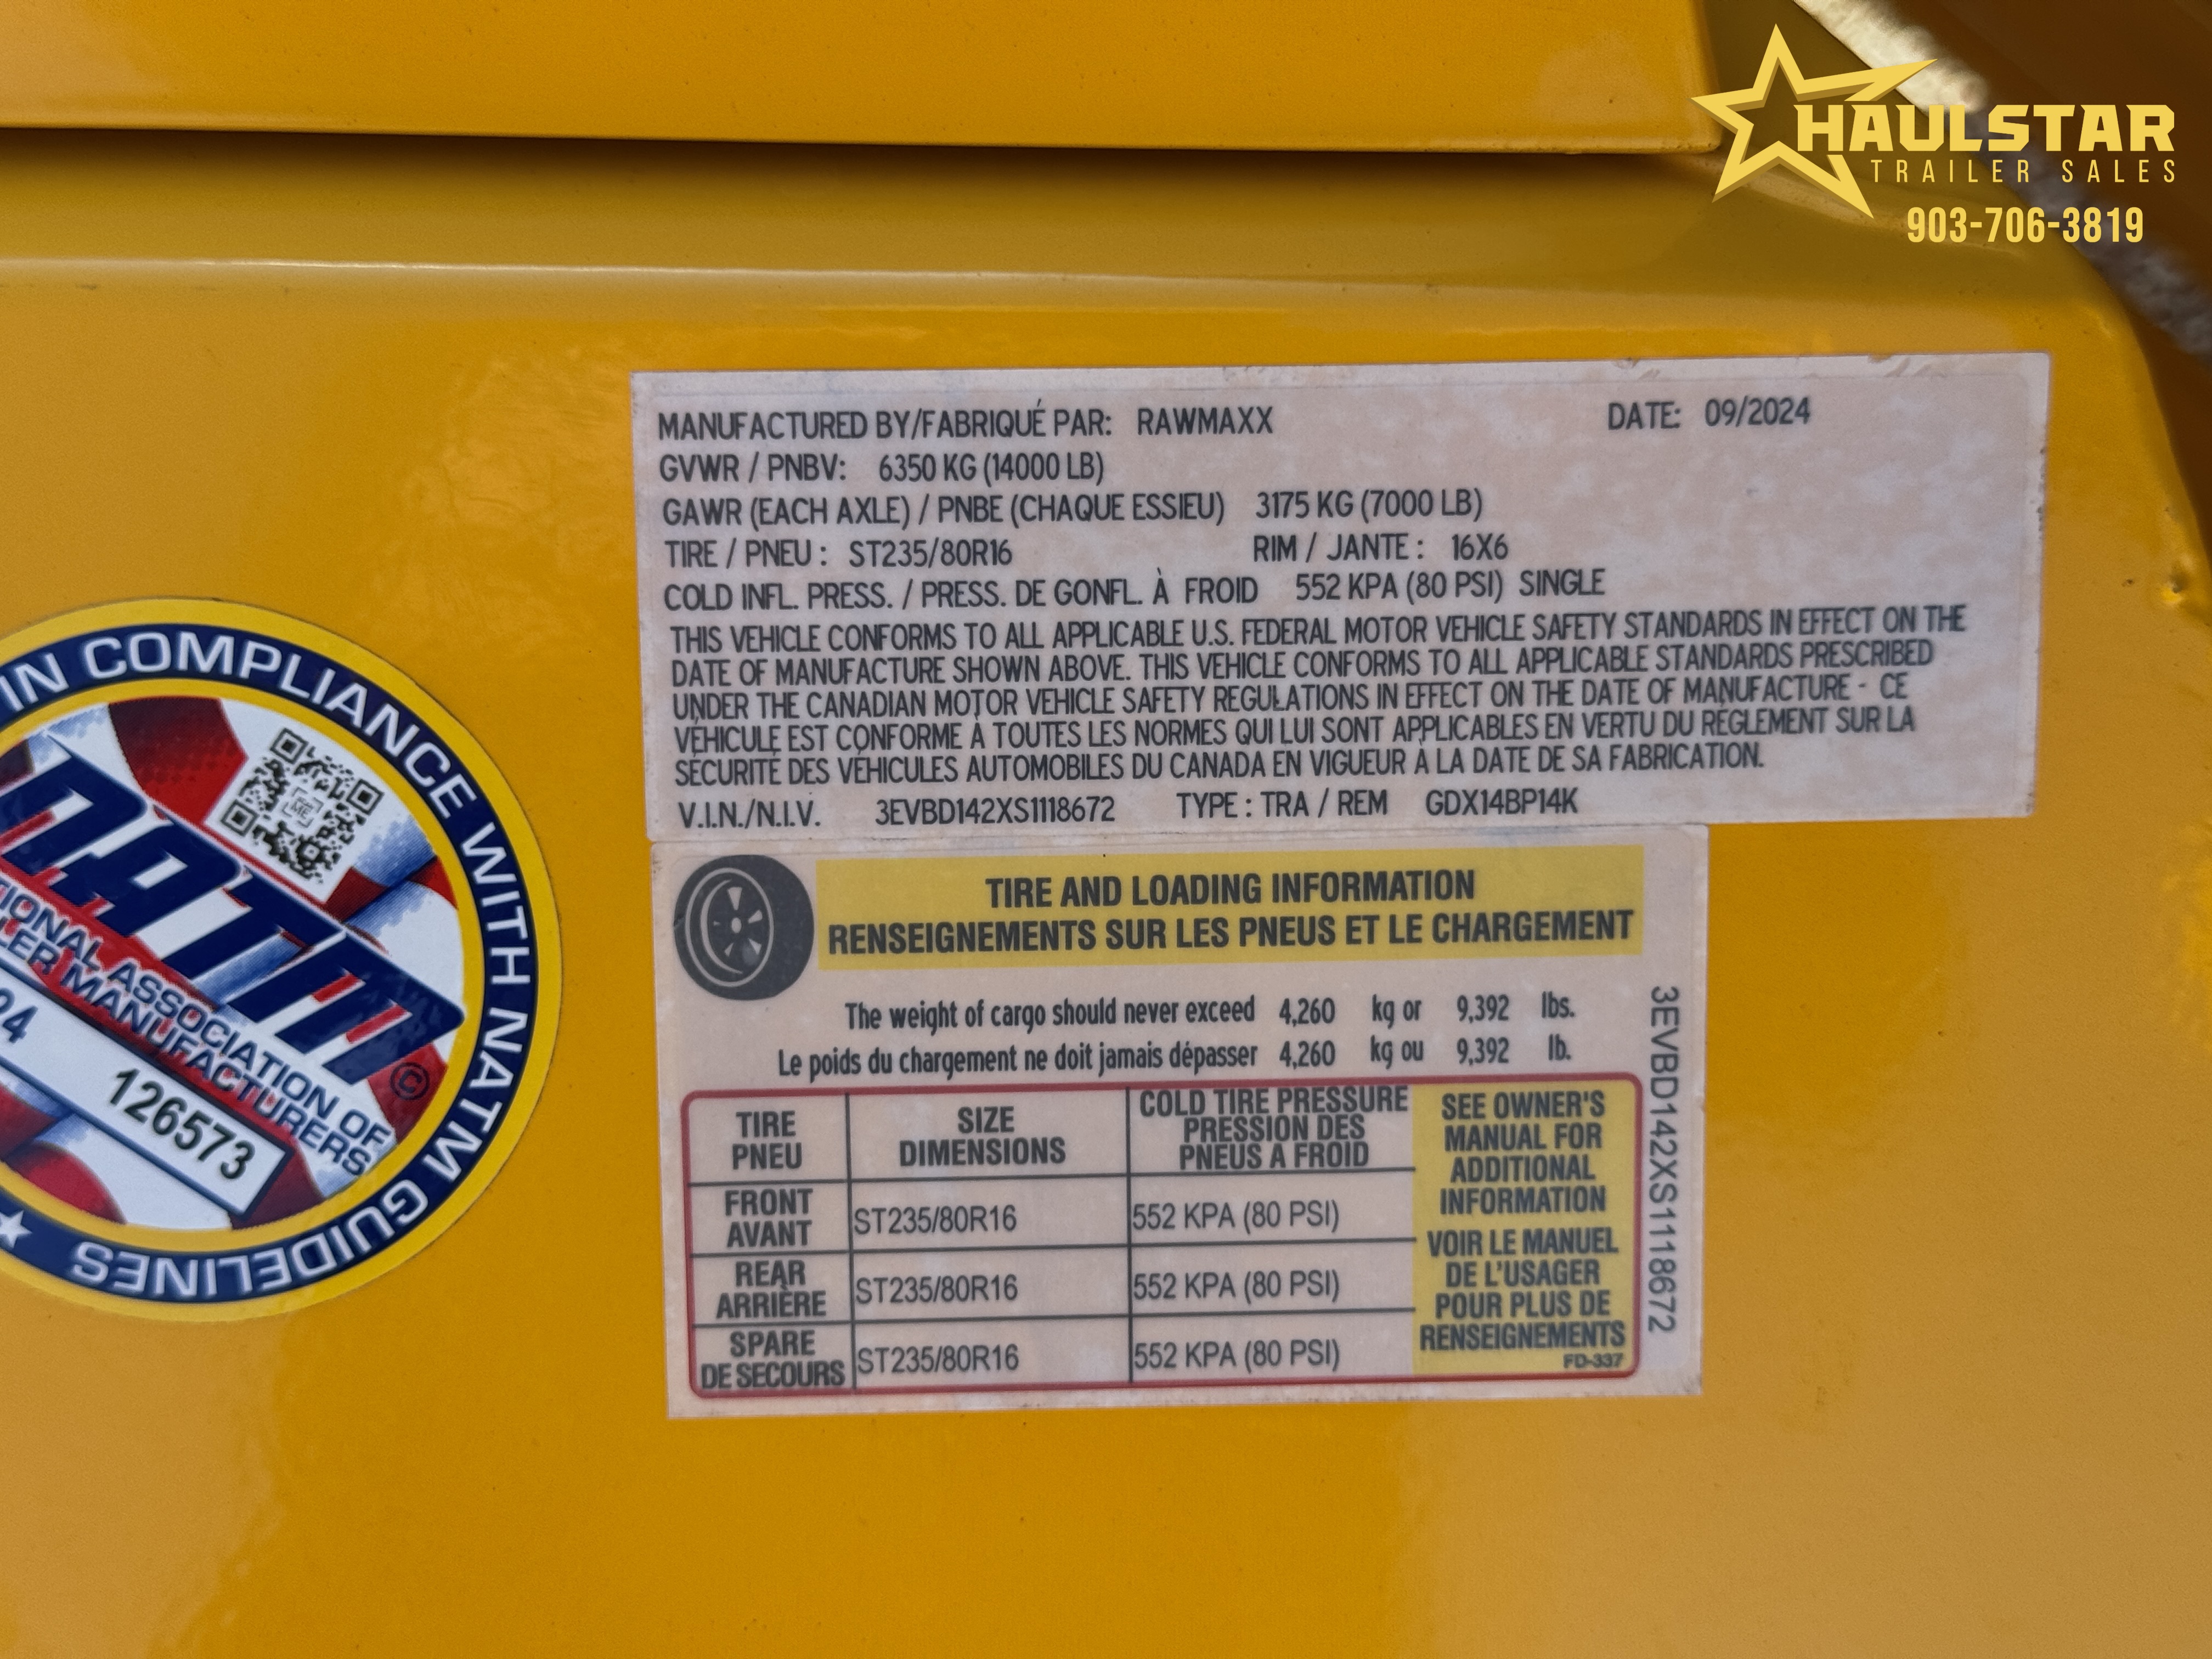 HAULSTAR
TRAILER SALES
903-706-3819
MANUFACTURED BY/FABRIQUÉ PAR: RAWMAXX DATE: 09/2024
GVWR / PNBV: 6350 KG (14000 LB)
GAWR (EACH AXLE) / PNBE (CHAQUE ESSIEU) 3175 KG (7000 LB)
TIRE / PNEU : ST235/80R16 RIM / JANTE : 16X6
COLD INFL. PRESS. / PRESS. DE GONFL. À FROID 552 KPA (80 PSI) SINGLE
THIS VEHICLE CONFORMS TO ALL APPLICABLE U.S. FEDERAL MOTOR VEHICLE SAFETY STANDARDS IN EFFECT ON THE
DATE OF MANUFACTURE SHOWN ABOVE. THIS VEHICLE CONFORMS TO ALL APPLICABLE STANDARDS PRESCRIBED
UNDER THE CANADIAN MOTOR VEHICLE SAFETY REGULATIONS IN EFFECT ON THE DATE OF MANUFACTURE - CE
VÉHICULE EST CONFORME À TOUTES LES NORMES QUI LUI SONT APPLICABLES EN VERTU DU RÈGLEMENT SUR LA
SÉCURITÉ DES VÉHICULES AUTOMOBILES DU CANADA EN VIGUEUR À LA DATE DE SA FABRICATION.
V.I.N./N.I.V. 3EVBD142XS1118672 TYPE : TRA / REM GDX14BP14K
TIRE AND LOADING INFORMATION
RENSEIGNEMENTS SUR LES PNEUS ET LE CHARGEMENT
The weight of cargo should never exceed 4,260 kg or 9,392 lbs.
Le poids du chargement ne doit jamais dépasser 4,260 kg ou 9,392 lb.
TIRE
PNEU
SIZE
DIMENSIONS
COLD TIRE PRESSURE
PRESSION DES
PNEUS A FROID
FRONT
AVANT
ST235/80R16
552 KPA (80 PSI)
REAR
ARRIÈRE
ST235/80R16
552 KPA (80 PSI)
SPARE
DE SECOURS
ST235/80R16
552 KPA (80 PSI)
SEE OWNER'S
MANUAL FOR
ADDITIONAL
INFORMATION
VOIR LE MANUEL
DE L'USAGER
POUR PLUS DE
RENSEIGNEMENTS
FD-337
3EVBD142XS1118672
IN COMPLIANCE WITH NATM GUIDELINES
NATM ©
ASSOCIATION OF
MANUFACTURERS
126573